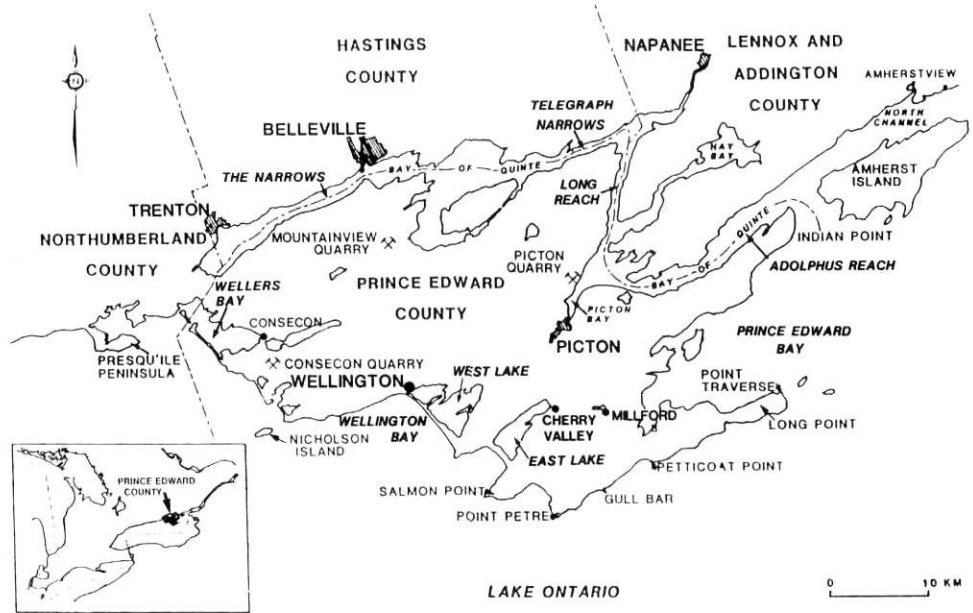 HASTINGS
COUNTY
NAPANEE
LENNOX AND
ADDINGTON
COUNTY
AMHERSTVIEW
NORTH
CHANNEL
TELEGRAPH
NARROWS
BELLEVILLE
HAY
BAY
AMHERST
ISLAND
THE NARROWS
BAY OF QUINTE
LONG
REACH
TRENTON
NORTHUMBERLAND
COUNTY
MOUNTAINVIEW
QUARRY
PICTON
QUARRY
BAY OF QUINTE
INDIAN POINT
ADOLPHUS REACH
WELLERS
BAY
PRINCE EDWARD
COUNTY
PICTON
BAY
CONSECON
PICTON
PRINCE EDWARD
BAY
PRESQU'ILE
PENINSULA
CONSECON QUARRY
WELLINGTON
WEST LAKE
POINT
TRAVERSE
WELLINGTON
BAY
CHERRY
VALLEY
MILLFORD
LONG POINT
NICHOLSON
ISLAND
EAST LAKE
PETTICOAT POINT
SALMON POINT
GULL BAR
POINT PETRE
PRINCE EDWARD
COUNTY
LAKE ONTARIO
0 10 KM